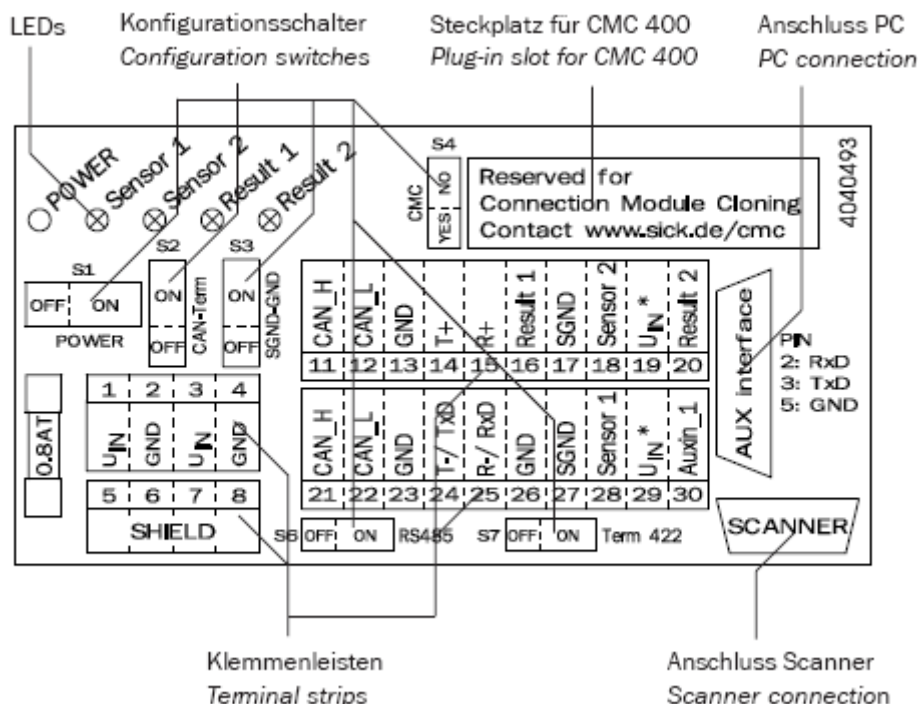 LEDs
Konfigurationsschalter
Configuration switches
Steckplatz für CMC 400
Plug-in slot for CMC 400
Anschluss PC
PC connection
POWER
Sensor 1
Sensor 2
Result 1
Result 2
S4
CMC
YES NO
Reserved for
Connection Module Cloning
Contact www.sick.de/cmc
4040493
S1
OFF ON
POWER
S2
ON
OFF
CAN-Term
S3
ON
OFF
SGND-GND
CAN_H CAN_L GND T+ R+ Result 1 SGND Sensor 2 UIN* Result 2
11 12 13 14 15 16 17 18 19 20
AUX interface
PIN
2: RxD
3: TxD
5: GND
0.8AT
1 2 3 4
UIN GND UIN GND
5 6 7 8
SHIELD
CAN_H CAN_L GND T-/ TxD R-/ RxD GND SGND Sensor 1 UIN* Auxin_1
21 22 23 24 25 26 27 28 29 30
S6 OFF ON RS485
S7 OFF ON Term 422
SCANNER
Klemmenleisten
Terminal strips
Anschluss Scanner
Scanner connection